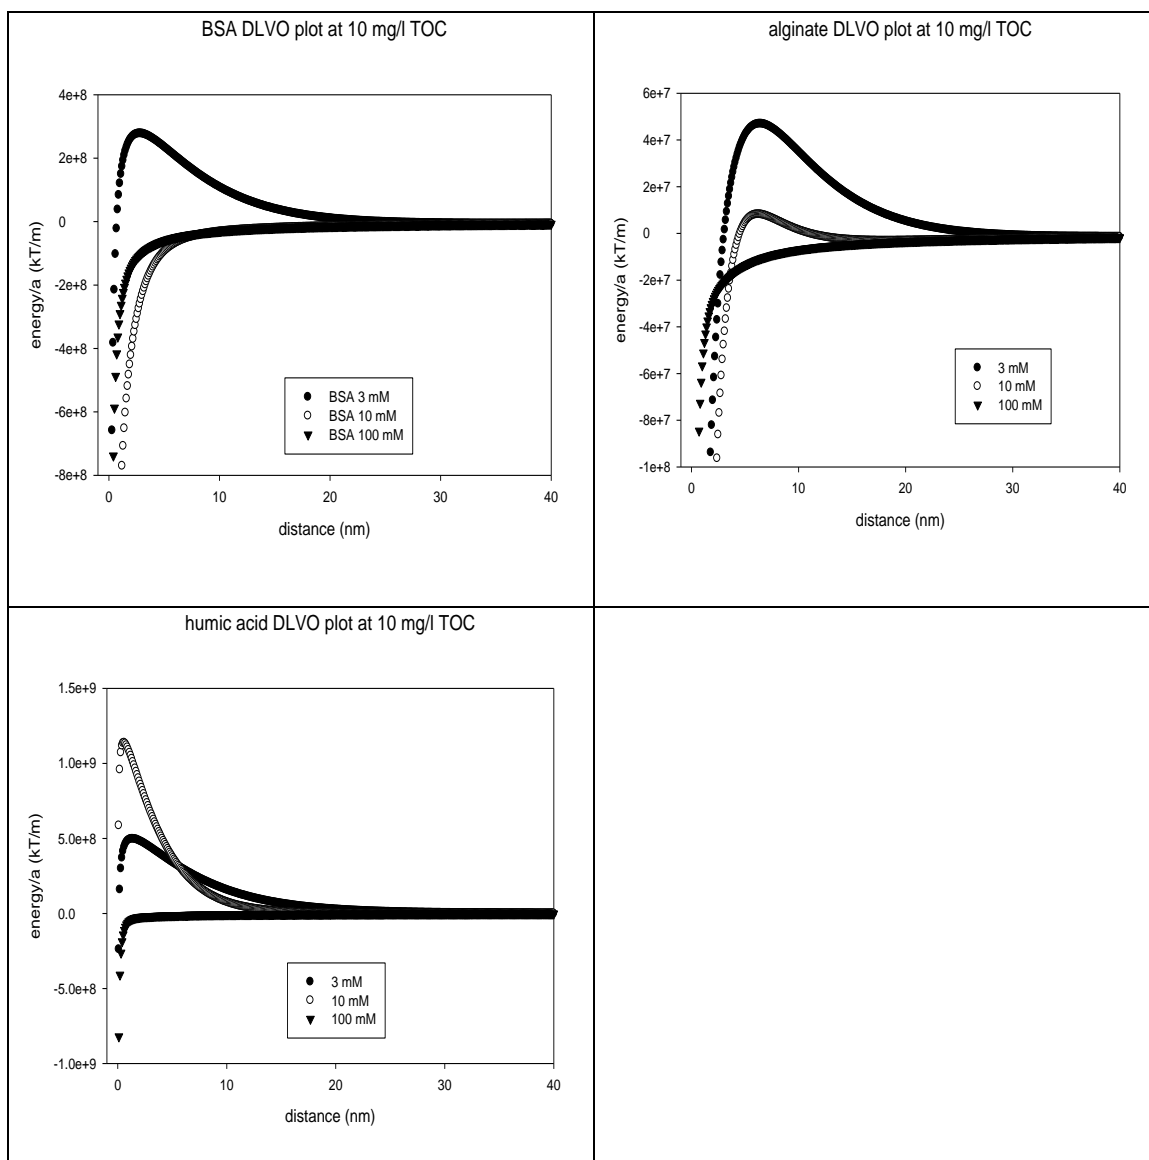 BSA DLVO plot at 10 mg/l TOC
energy/a (kT/m)
4e+8
2e+8
0
-2e+8
-4e+8
-6e+8
-8e+8
BSA 3 mM
BSA 10 mM
BSA 100 mM
0 10 20 30 40
distance (nm)
alginate DLVO plot at 10 mg/l TOC
energy/a (kT/m)
6e+7
4e+7
2e+7
0
-2e+7
-4e+7
-6e+7
-8e+7
-1e+8
3 mM
10 mM
100 mM
0 10 20 30 40
distance (nm)
humic acid DLVO plot at 10 mg/l TOC
energy/a (kT/m)
1.5e+9
1.0e+9
5.0e+8
0.0
-5.0e+8
-1.0e+9
3 mM
10 mM
100 mM
0 10 20 30 40
distance (nm)